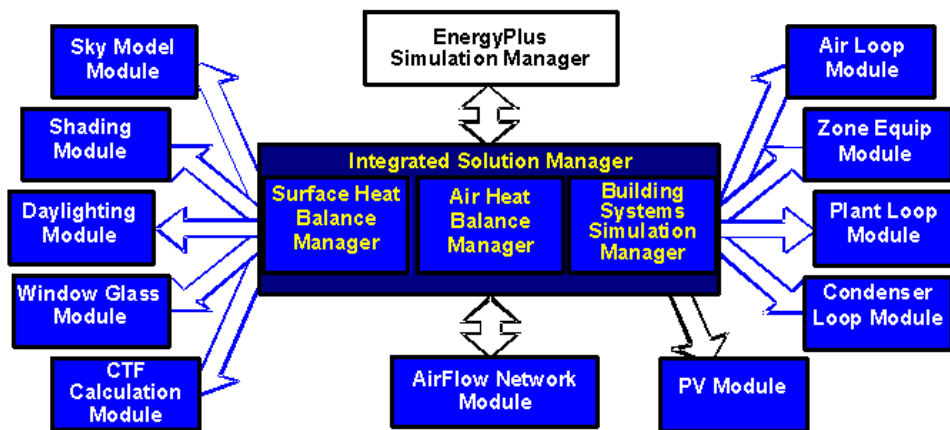 Sky Model
Module
Shading
Module
Daylighting
Module
Window Glass
Module
CTF
Calculation
Module
EnergyPlus
Simulation Manager
Integrated Solution Manager
Surface Heat
Balance
Manager
Air Heat
Balance
Manager
Building
Systems
Simulation
Manager
AirFlow Network
Module
Air Loop
Module
Zone Equip
Module
Plant Loop
Module
Condenser
Loop Module
PV Module